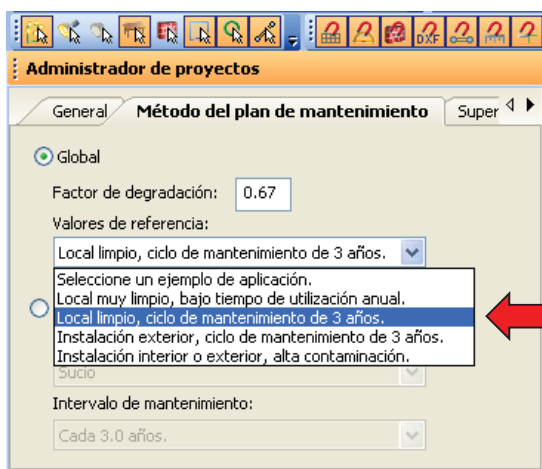 DXF
Administrador de proyectos
General
Método del plan de mantenimiento
Super
Global
Factor de degradación:
0.67
Valores de referencia:
Local limpio, ciclo de mantenimiento de 3 años.
Seleccione un ejemplo de aplicación.
Local muy limpio, bajo tiempo de utilización anual.
Local limpio, ciclo de mantenimiento de 3 años.
Instalación exterior, ciclo de mantenimiento de 3 años.
Instalación interior o exterior, alta contaminación.
Sucio
Intervalo de mantenimiento:
Cada 3.0 años.